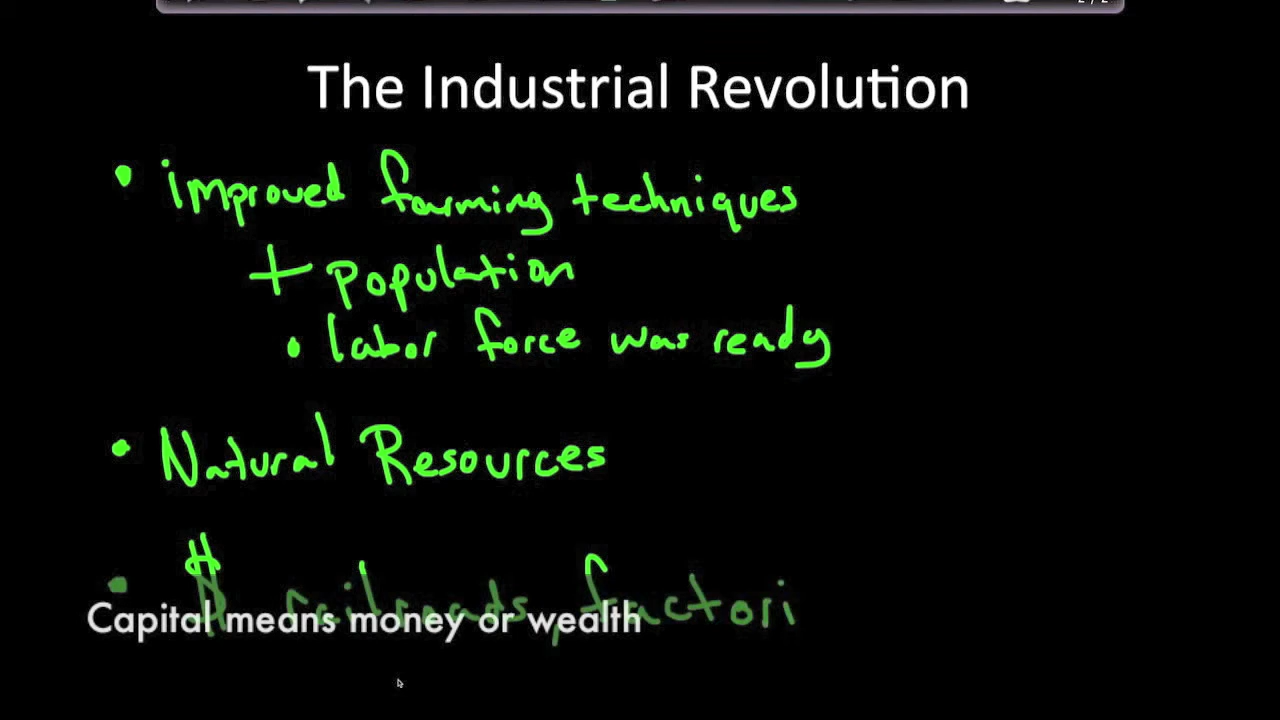 The Industrial Revolution
• improved farming techniques
+ population
• labor force was ready
• Natural Resources
• $ railroads, factori
Capital means money or wealth